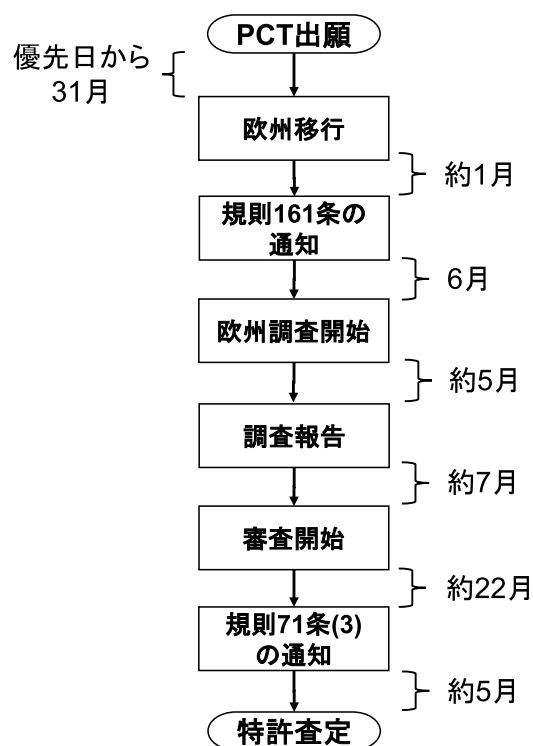 PCT出願
優先日から
31月
欧州移行
約1月
規則161条の
通知
6月
欧州調査開始
約5月
調査報告
約7月
審査開始
約22月
規則71条(3)
の通知
約5月
特許査定